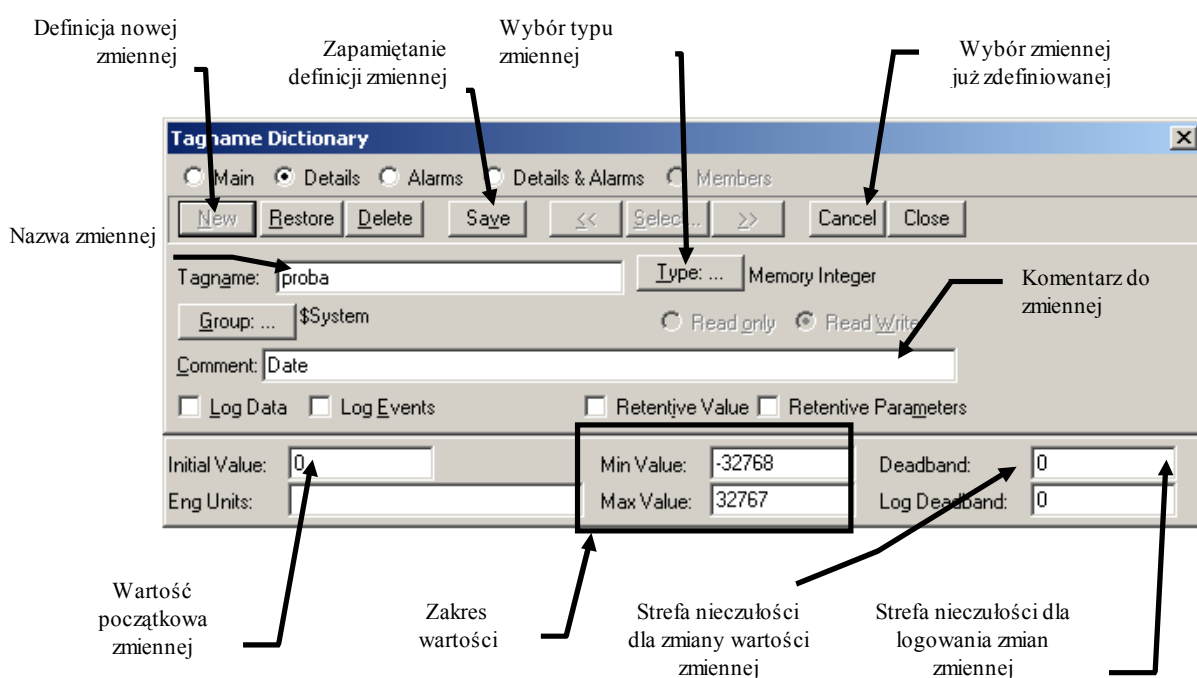 Definicja nowej
zmiennej
Zapamiętanie
definicji zmiennej
Wybór typu
zmiennej
Wybór zmiennej
już zdefiniowanej
Tagname Dictionary
Main Details Alarms Details & Alarms Members
New Restore Delete Save << Selec... >> Cancel Close
Nazwa zmiennej
Tagname: proba Type: ... Memory Integer
Komentarz do
zmiennej
Group: ... $System Read only Read Write
Comment: Date
Log Data Log Events Retentive Value Retentive Parameters
Initial Value: 0 Min Value: -32768 Deadband: 0
Eng Units: Max Value: 32767 Log Deadband: 0
Wartość
początkowa
zmiennej
Zakres
wartości
Strefa nieczułości
dla zmiany wartości
zmiennej
Strefa nieczułości dla
logowania zmian
zmiennej